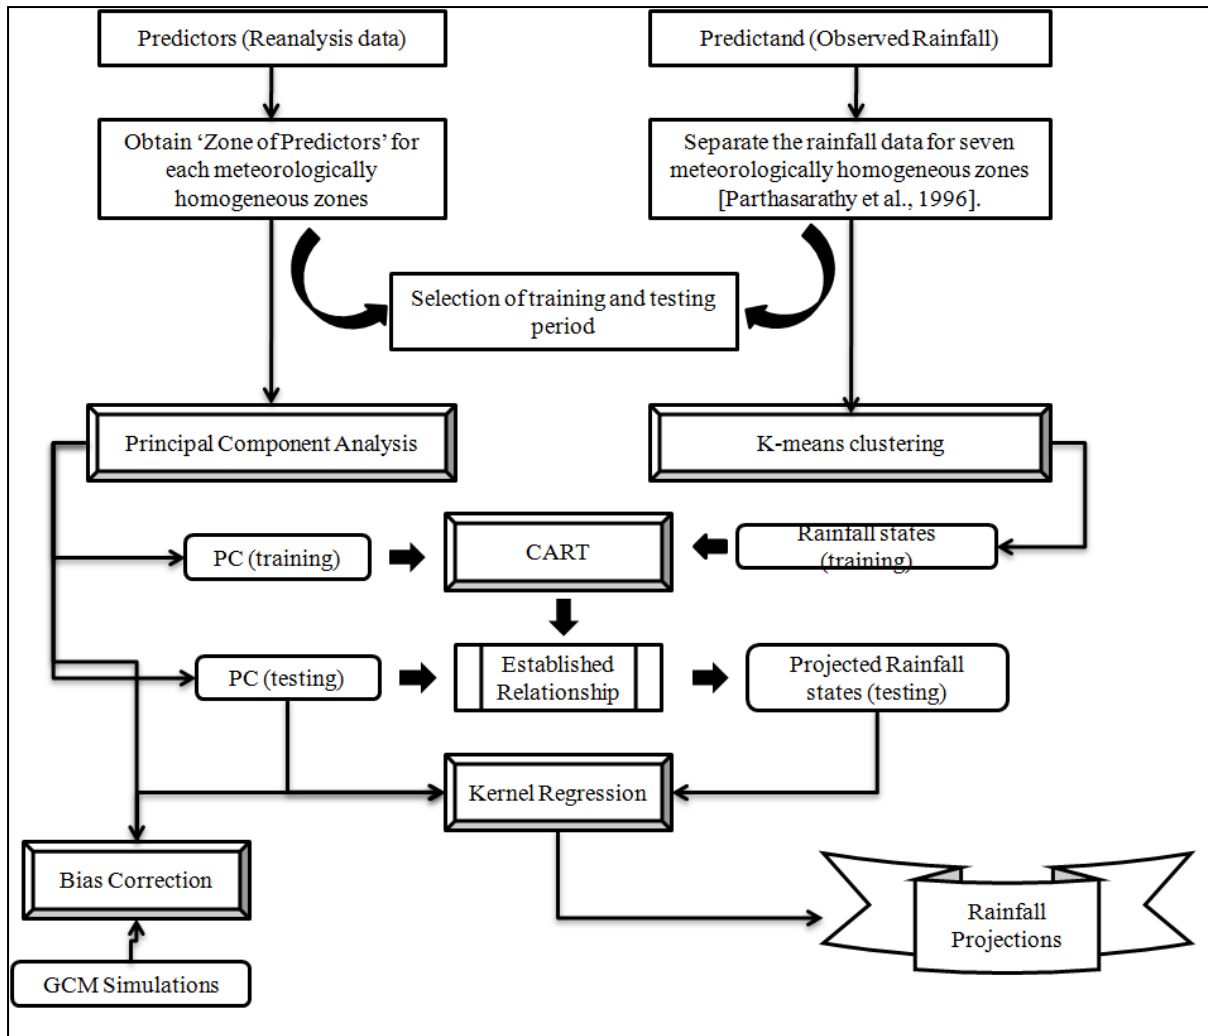 Predictors (Reanalysis data)
Predictand (Observed Rainfall)
Obtain ‘Zone of Predictors’ for
each meteorologically
homogeneous zones
Separate the rainfall data for seven
meteorologically homogeneous zones
[Parthasarathy et al., 1996].
Selection of training and testing
period
Principal Component Analysis
K-means clustering
PC (training)
CART
Rainfall states
(training)
PC (testing)
Established
Relationship
Projected Rainfall
states (testing)
Kernel Regression
Bias Correction
Rainfall
Projections
GCM Simulations